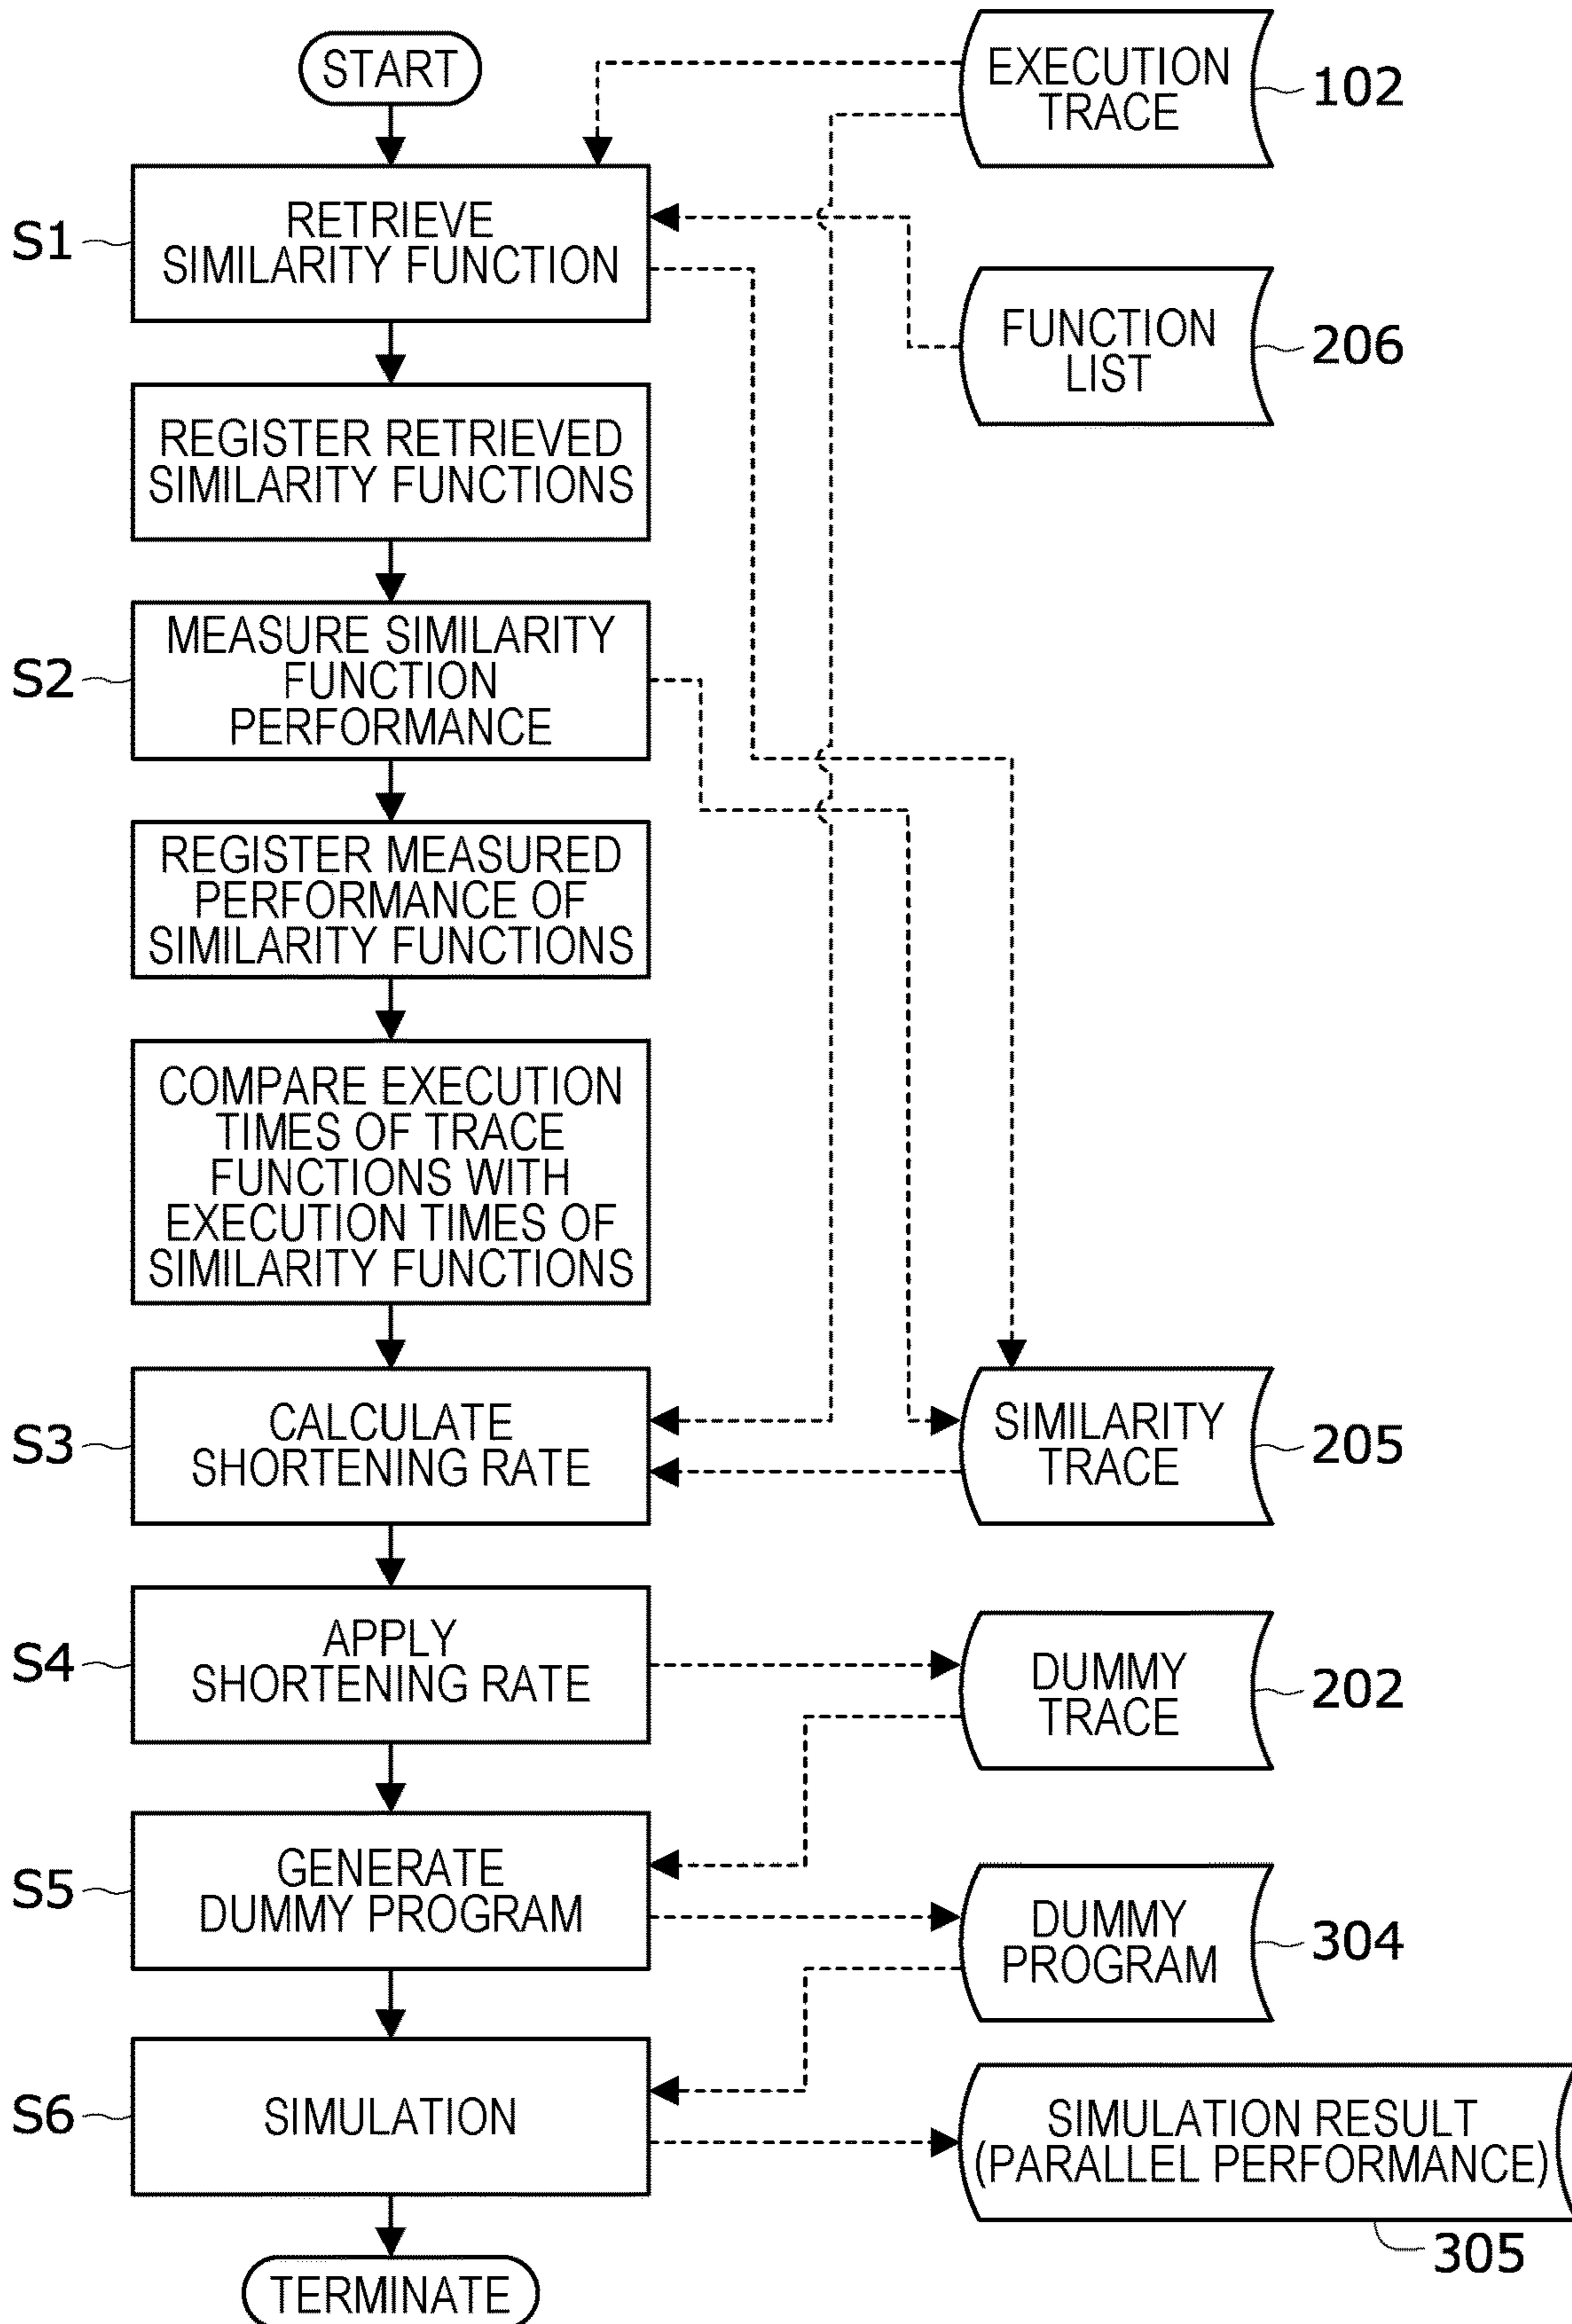 START
EXECUTION
TRACE
102
S1
RETRIEVE
SIMILARITY FUNCTION
FUNCTION
LIST
206
REGISTER RETRIEVED
SIMILARITY FUNCTIONS
S2
MEASURE SIMILARITY
FUNCTION
PERFORMANCE
REGISTER MEASURED
PERFORMANCE OF
SIMILARITY FUNCTIONS
COMPARE EXECUTION
TIMES OF TRACE
FUNCTIONS WITH
EXECUTION TIMES OF
SIMILARITY FUNCTIONS
S3
CALCULATE
SHORTENING RATE
SIMILARITY
TRACE
205
S4
APPLY
SHORTENING RATE
DUMMY
TRACE
202
S5
GENERATE
DUMMY PROGRAM
DUMMY
PROGRAM
304
S6
SIMULATION
SIMULATION RESULT
(PARALLEL PERFORMANCE)
305
TERMINATE